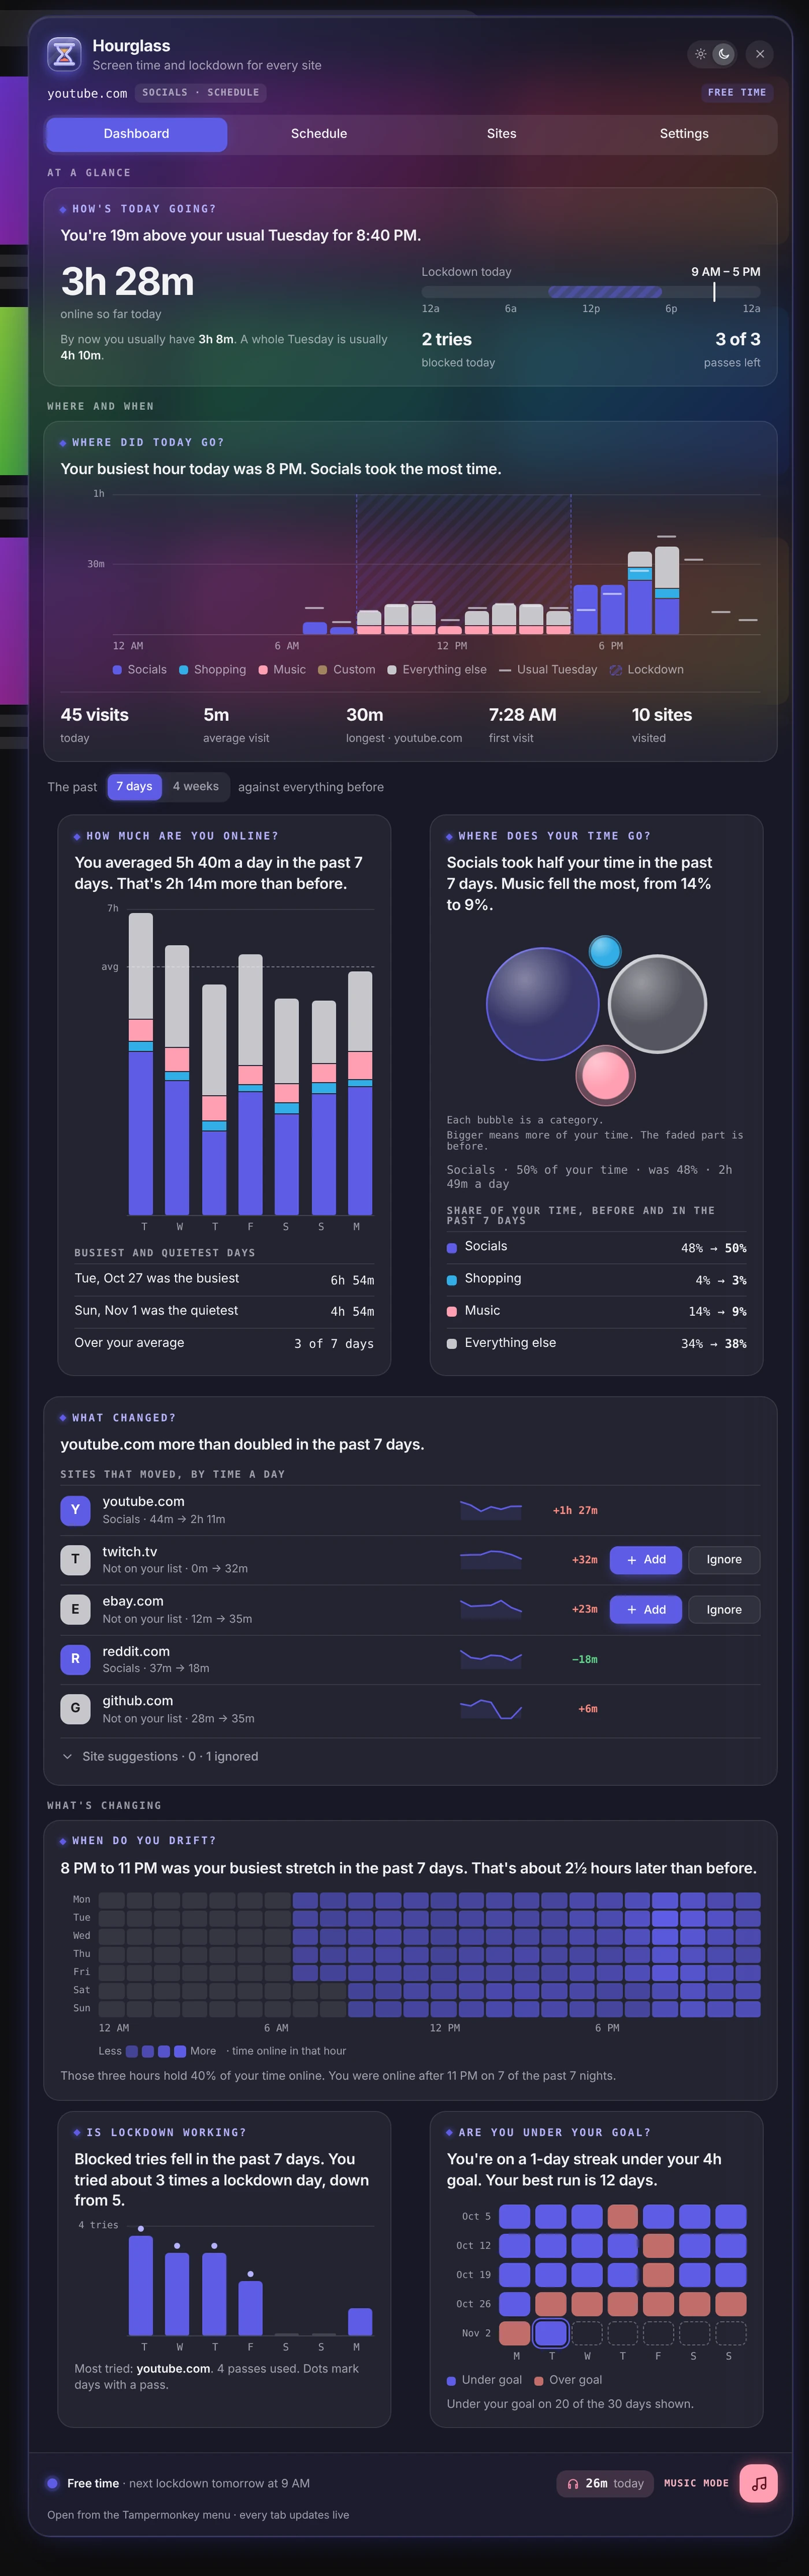 Hourglass
Screen time and lockdown for every site
youtube.com SOCIALS · SCHEDULE FREE TIME
Dashboard Schedule Sites Settings
AT A GLANCE
HOW'S TODAY GOING?
You're 19m above your usual Tuesday for 8:40 PM.
3h 28m
online so far today
By now you usually have 3h 8m. A whole Tuesday is usually
4h 10m.
Lockdown today 9 AM – 5 PM
12a 6a 12p 6p 12a
2 tries 3 of 3
blocked today passes left
WHERE AND WHEN
WHERE DID TODAY GO?
Your busiest hour today was 8 PM. Socials took the most time.
1h
30m
12 AM 6 AM 12 PM 6 PM
Socials Shopping Music Custom Everything else Usual Tuesday Lockdown
45 visits 5m 30m 7:28 AM 10 sites
today average visit longest · youtube.com first visit visited
The past 7 days 4 weeks against everything before
HOW MUCH ARE YOU ONLINE?
You averaged 5h 40m a day in the past 7
days. That's 2h 14m more than before.
7h
avg
T W T F S S M
BUSIEST AND QUIETEST DAYS
Tue, Oct 27 was the busiest 6h 54m
Sun, Nov 1 was the quietest 4h 54m
Over your average 3 of 7 days
WHERE DOES YOUR TIME GO?
Socials took half your time in the past
7 days. Music fell the most, from 14%
to 9%.
Each bubble is a category.
Bigger means more of your time. The faded part is
before.
Socials · 50% of your time · was 48% · 2h
49m a day
SHARE OF YOUR TIME, BEFORE AND IN THE
PAST 7 DAYS
Socials 48% → 50%
Shopping 4% → 3%
Music 14% → 9%
Everything else 34% → 38%
WHAT CHANGED?
youtube.com more than doubled in the past 7 days.
SITES THAT MOVED, BY TIME A DAY
Y youtube.com +1h 27m
Socials · 44m → 2h 11m
T twitch.tv +32m + Add Ignore
Not on your list · 0m → 32m
E ebay.com +23m + Add Ignore
Not on your list · 12m → 35m
R reddit.com −18m
Socials · 37m → 18m
G github.com +6m
Not on your list · 28m → 35m
Site suggestions · 0 · 1 ignored
WHAT'S CHANGING
WHEN DO YOU DRIFT?
8 PM to 11 PM was your busiest stretch in the past 7 days. That's about 2½ hours later than before.
Mon
Tue
Wed
Thu
Fri
Sat
Sun
12 AM 6 AM 12 PM 6 PM
Less More · time online in that hour
Those three hours hold 40% of your time online. You were online after 11 PM on 7 of the past 7 nights.
IS LOCKDOWN WORKING?
Blocked tries fell in the past 7 days. You
tried about 3 times a lockdown day, down
from 5.
4 tries
T W T F S S M
Most tried: youtube.com. 4 passes used. Dots mark
days with a pass.
ARE YOU UNDER YOUR GOAL?
You're on a 1-day streak under your 4h
goal. Your best run is 12 days.
Oct 5
Oct 12
Oct 19
Oct 26
Nov 2
M T W T F S S
Under goal Over goal
Under your goal on 20 of the 30 days shown.
Free time · next lockdown tomorrow at 9 AM 26m today MUSIC MODE
Open from the Tampermonkey menu · every tab updates live